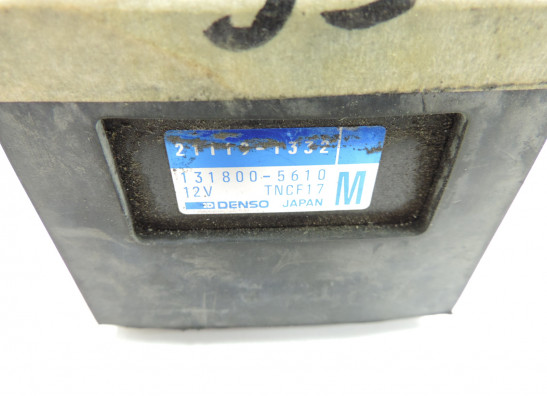 21119-1332
131800-5610
12V TNCF17 M
DENSO JAPAN